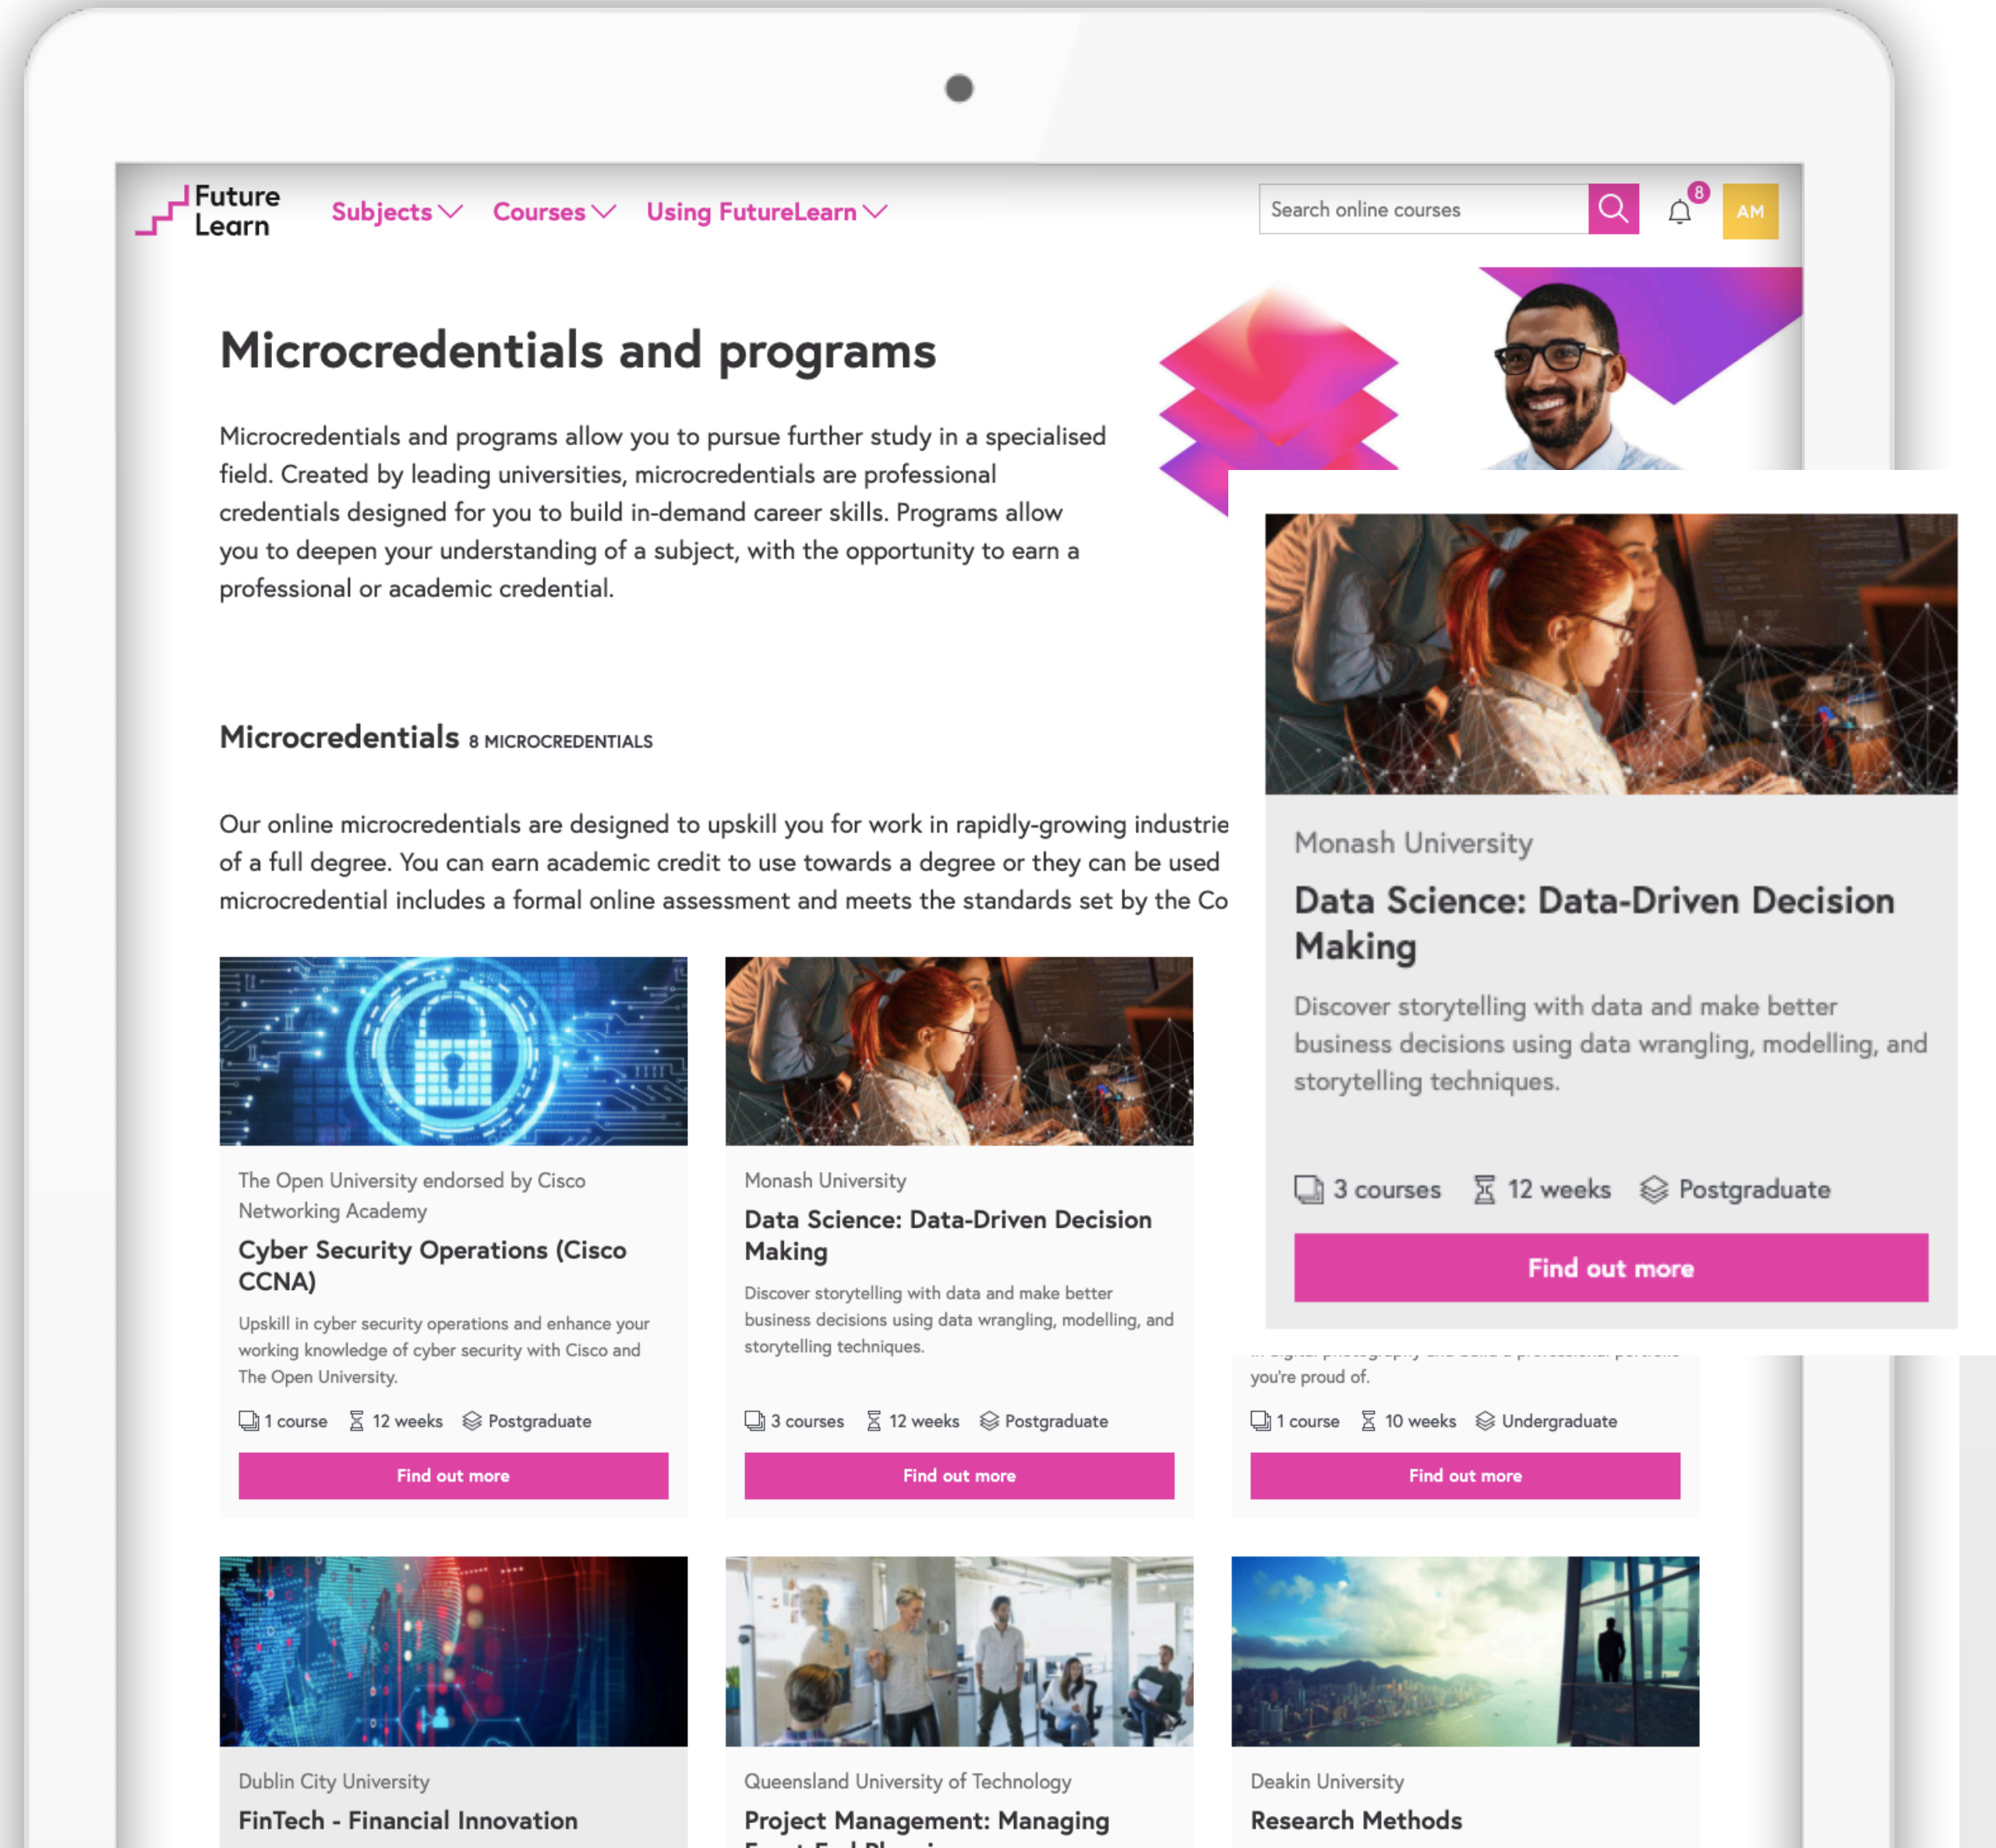 Future
Learn
Subjects
Courses
Using FutureLearn
Search online courses
8
AM
Microcredentials and programs
Microcredentials and programs allow you to pursue further study in a specialised
field. Created by leading universities, microcredentials are professional
credentials designed for you to build in-demand career skills. Programs allow
you to deepen your understanding of a subject, with the opportunity to earn a
professional or academic credential.
Microcredentials 8 MICROCREDENTIALS
Our online microcredentials are designed to upskill you for work in rapidly-growing industrie
of a full degree. You can earn academic credit to use towards a degree or they can be used
microcredential includes a formal online assessment and meets the standards set by the Co
Monash University
Data Science: Data-Driven Decision
Making
Discover storytelling with data and make better
business decisions using data wrangling, modelling, and
storytelling techniques.
3 courses 12 weeks Postgraduate
Find out more
The Open University endorsed by Cisco
Networking Academy
Cyber Security Operations (Cisco
CCNA)
Upskill in cyber security operations and enhance your
working knowledge of cyber security with Cisco and
The Open University.
1 course 12 weeks Postgraduate
Find out more
Monash University
Data Science: Data-Driven Decision
Making
Discover storytelling with data and make better
business decisions using data wrangling, modelling, and
storytelling techniques.
3 courses 12 weeks Postgraduate
Find out more
you're proud of.
1 course 10 weeks Undergraduate
Find out more
Dublin City University
FinTech - Financial Innovation
Queensland University of Technology
Project Management: Managing
Deakin University
Research Methods